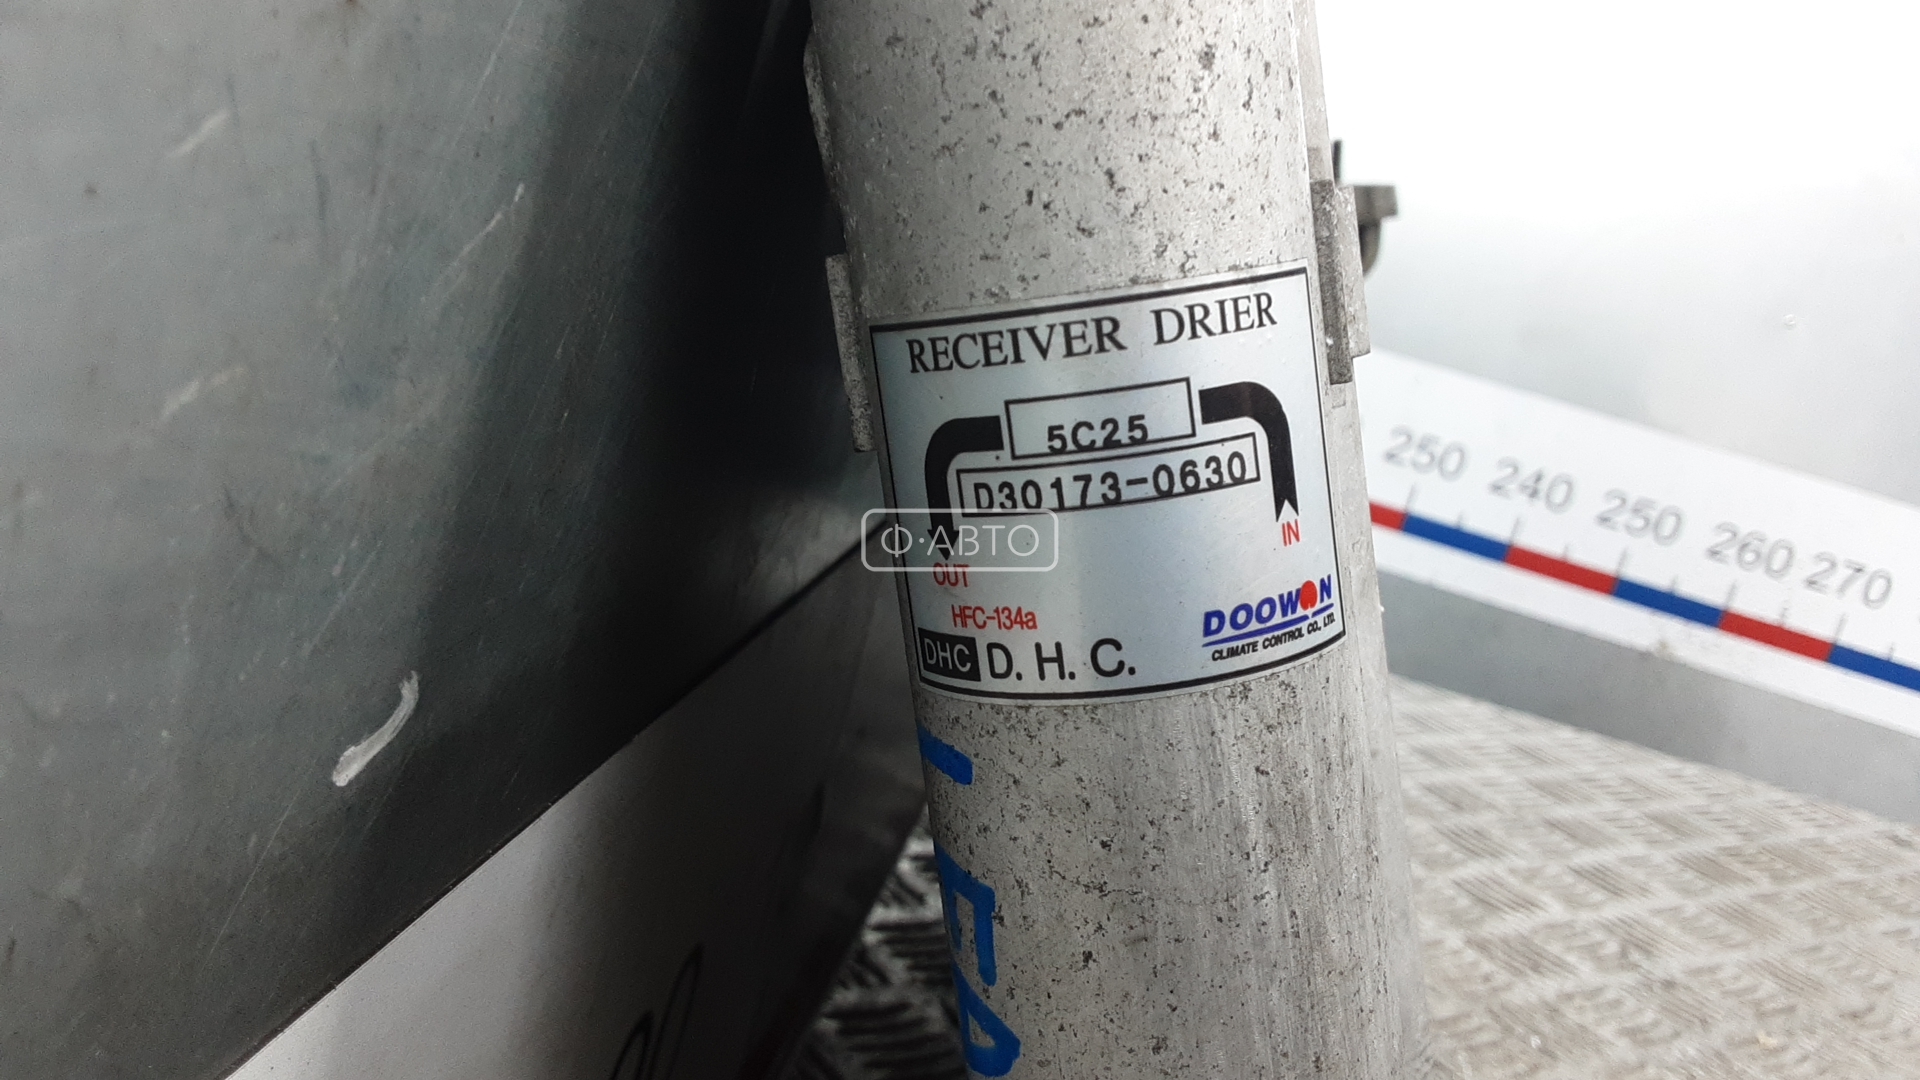 RECEIVER DRIER
5C25
D30173-0630
IN
OUT
HFC-134a
DHC D. H. C.
DOOWON
CLIMATE CONTROL CO., LTD.
Ф·АВТО
250 240 250 260 270